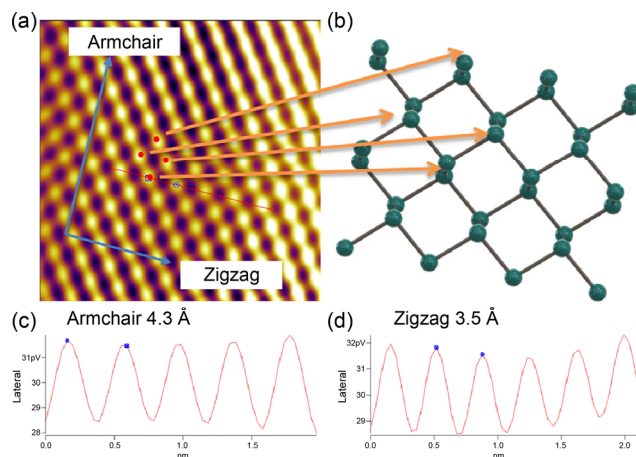 (a)
Armchair
Zigzag
(b)
(c) Armchair 4.3 Å
Lateral
31pV
30
29
28
0.0
0.5
1.0
1.5
nm
(d) Zigzag 3.5 Å
Lateral
32pV
31
30
29
0.0
0.5
1.0
1.5
2.0
nm